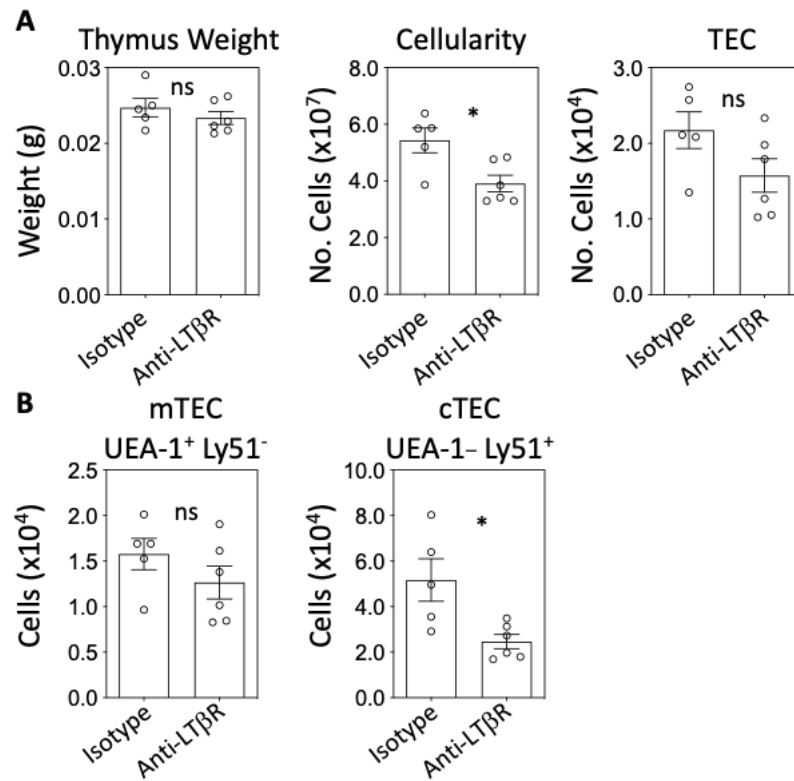 A
Thymus Weight
Cellularity
TEC
Weight (g)
0.03
0.02
0.01
0.00
ns
Isotype
Anti-LTβR
No. Cells (x10⁷)
8.0
6.0
4.0
2.0
0.0
*
Isotype
Anti-LTβR
No. Cells (x10⁴)
3.0
2.0
1.0
0.0
ns
Isotype
Anti-LTβR
B
mTEC
UEA-1⁺ Ly51⁻
Cells (x10⁴)
2.5
2.0
1.5
1.0
0.5
0.0
ns
Isotype
Anti-LTβR
cTEC
UEA-1– Ly51⁺
Cells (x10⁴)
10.0
8.0
6.0
4.0
2.0
0.0
*
Isotype
Anti-LTβR